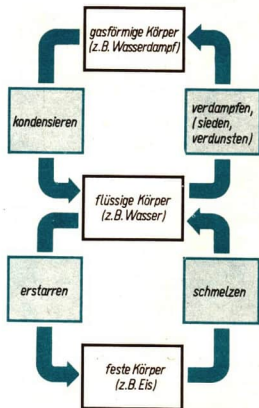 gasförmige Körper
(z.B. Wasserdampf)
kondensieren
verdampfen,
(sieden,
verdunsten)
flüssige Körper
(z.B. Wasser)
erstarren
schmelzen
feste Körper
(z.B. Eis)